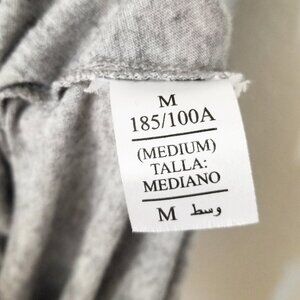 M
185/100A
(MEDIUM)
TALLA:
MEDIANO
M وسط